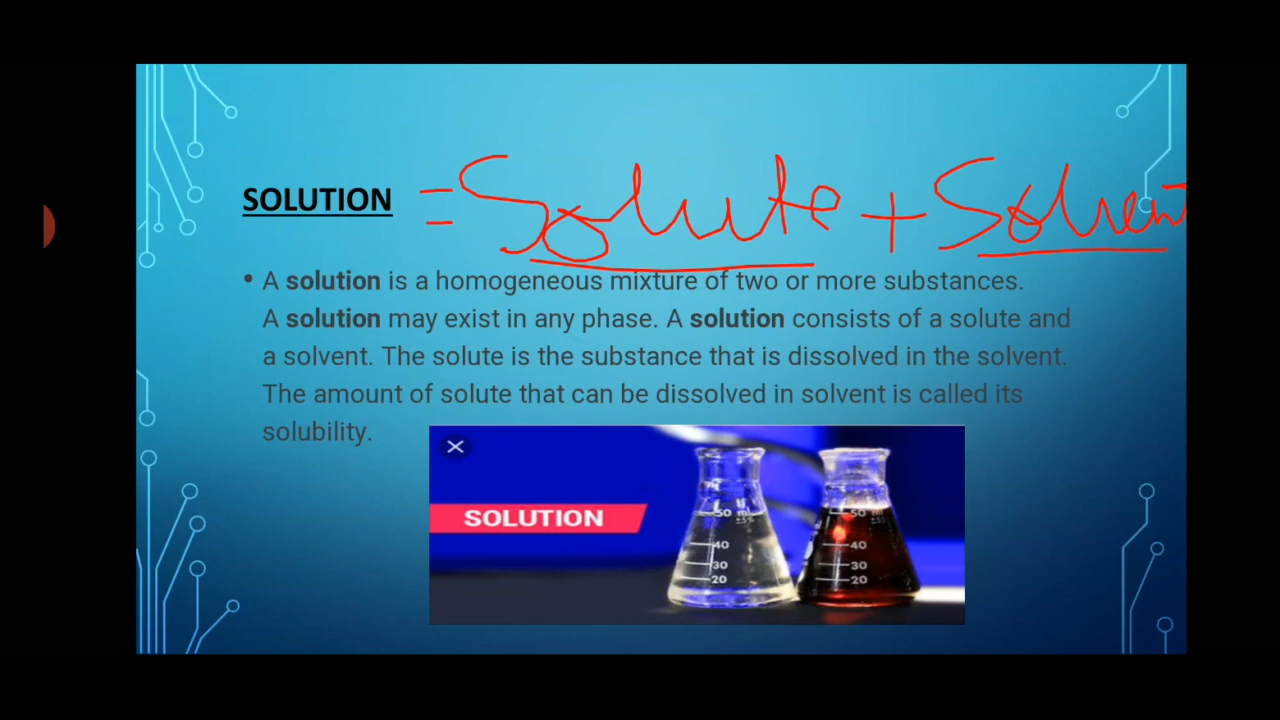 SOLUTION = Solute + Solvent
• A solution is a homogeneous mixture of two or more substances.
A solution may exist in any phase. A solution consists of a solute and
a solvent. The solute is the substance that is dissolved in the solvent.
The amount of solute that can be dissolved in solvent is called its
solubility.
SOLUTION
50 ml
±5%
40
30
20
50
±5%
40
30
20